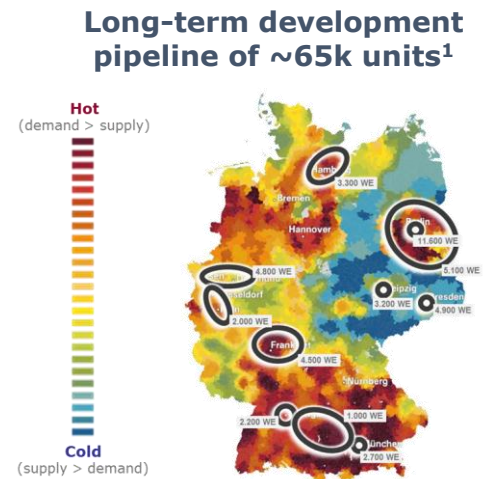 Long-term development
pipeline of ~65k units¹
Hot
(demand > supply)
3.300 WE
Bremen
Hannover
11.600 WE
5.100 WE
4.800 WE
2.000 WE
3.200 WE
4.900 WE
4.500 WE
Nürnberg
1.000 WE
2.200 WE
2.700 WE
Cold
(supply > demand)